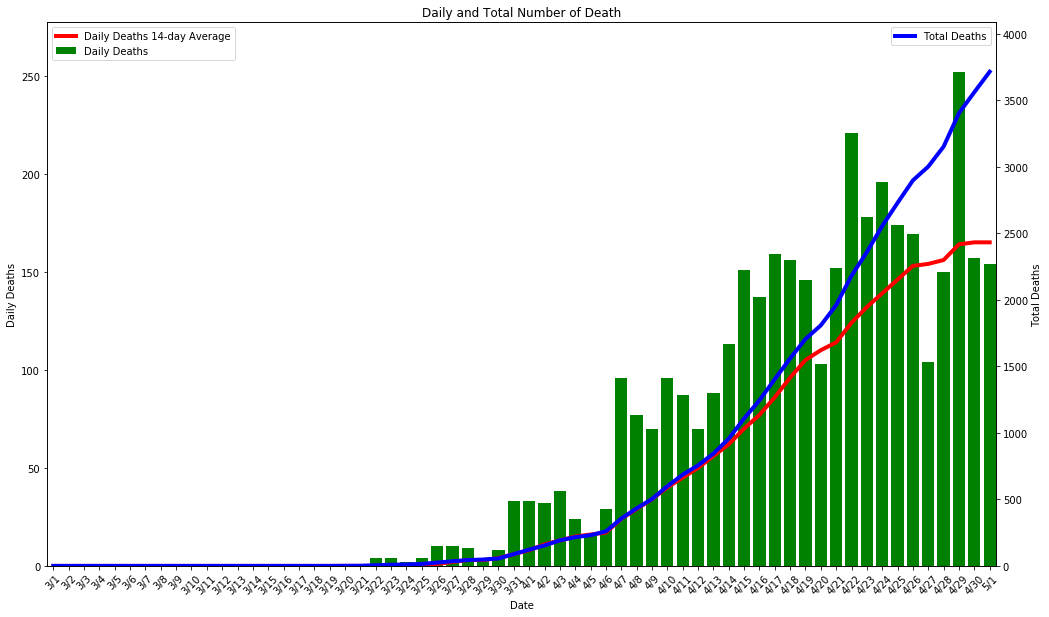 Daily and Total Number of Death
Daily Deaths 14-day Average
Daily Deaths
Total Deaths
250
200
150
100
50
0
Daily Deaths
4000
3500
3000
2500
2000
1500
1000
500
0
Total Deaths
3/1 3/2 3/3 3/4 3/5 3/6 3/7 3/8 3/9 3/10 3/11 3/12 3/13 3/14 3/15 3/16 3/17 3/18 3/19 3/20 3/21 3/22 3/23 3/24 3/25 3/26 3/27 3/28 3/29 3/30 3/31 4/1 4/2 4/3 4/4 4/5 4/6 4/7 4/8 4/9 4/10 4/11 4/12 4/13 4/14 4/15 4/16 4/17 4/18 4/19 4/20 4/21 4/22 4/23 4/24 4/25 4/26 4/27 4/28 4/29 4/30 5/1
Date